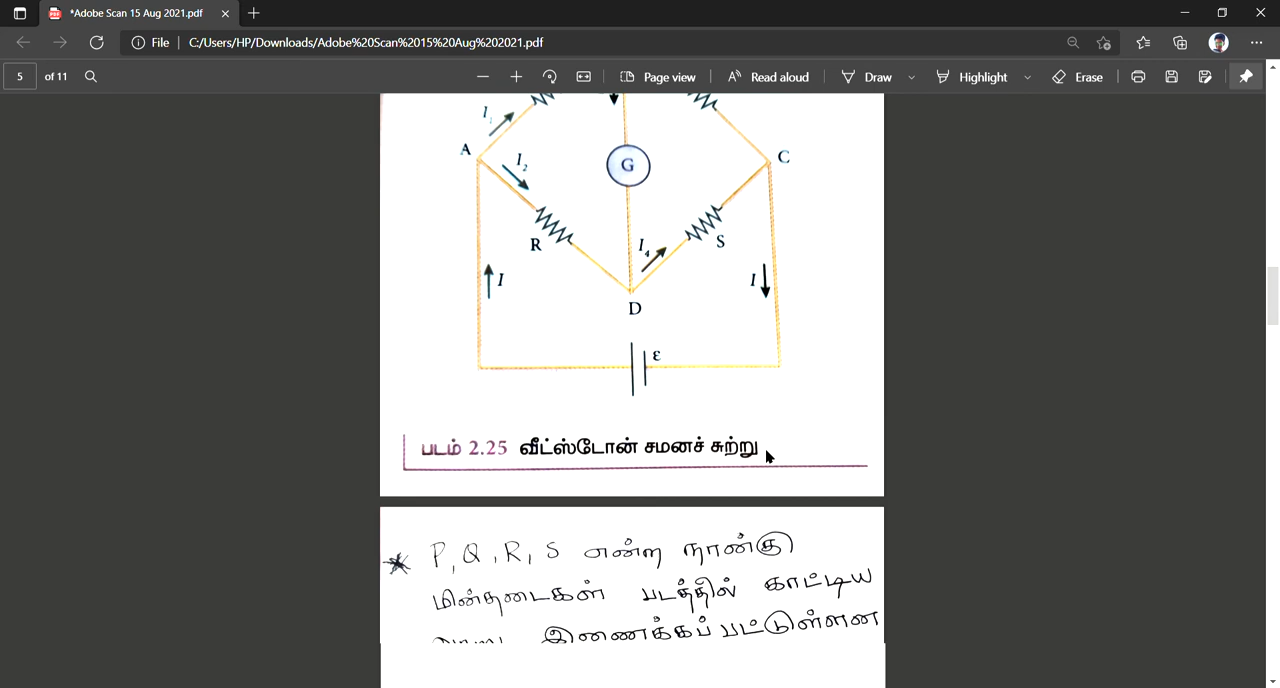 *Adobe Scan 15 Aug 2021.pdf
File | C:/Users/HP/Downloads/Adobe%20Scan%2015%20Aug%202021.pdf
5 of 11 Page view Read aloud Draw Highlight Erase
I₁
A
I₂
G
C
R
I₄
S
I
I
D
ε
படம் 2.25 வீட்ஸ்டோன் சமனச் சுற்று
* P, Q, R, S என்ற நான்கு
மின்தடைகள் படத்தில் காட்டிய
இணைக்கப்பட்டுள்ளன